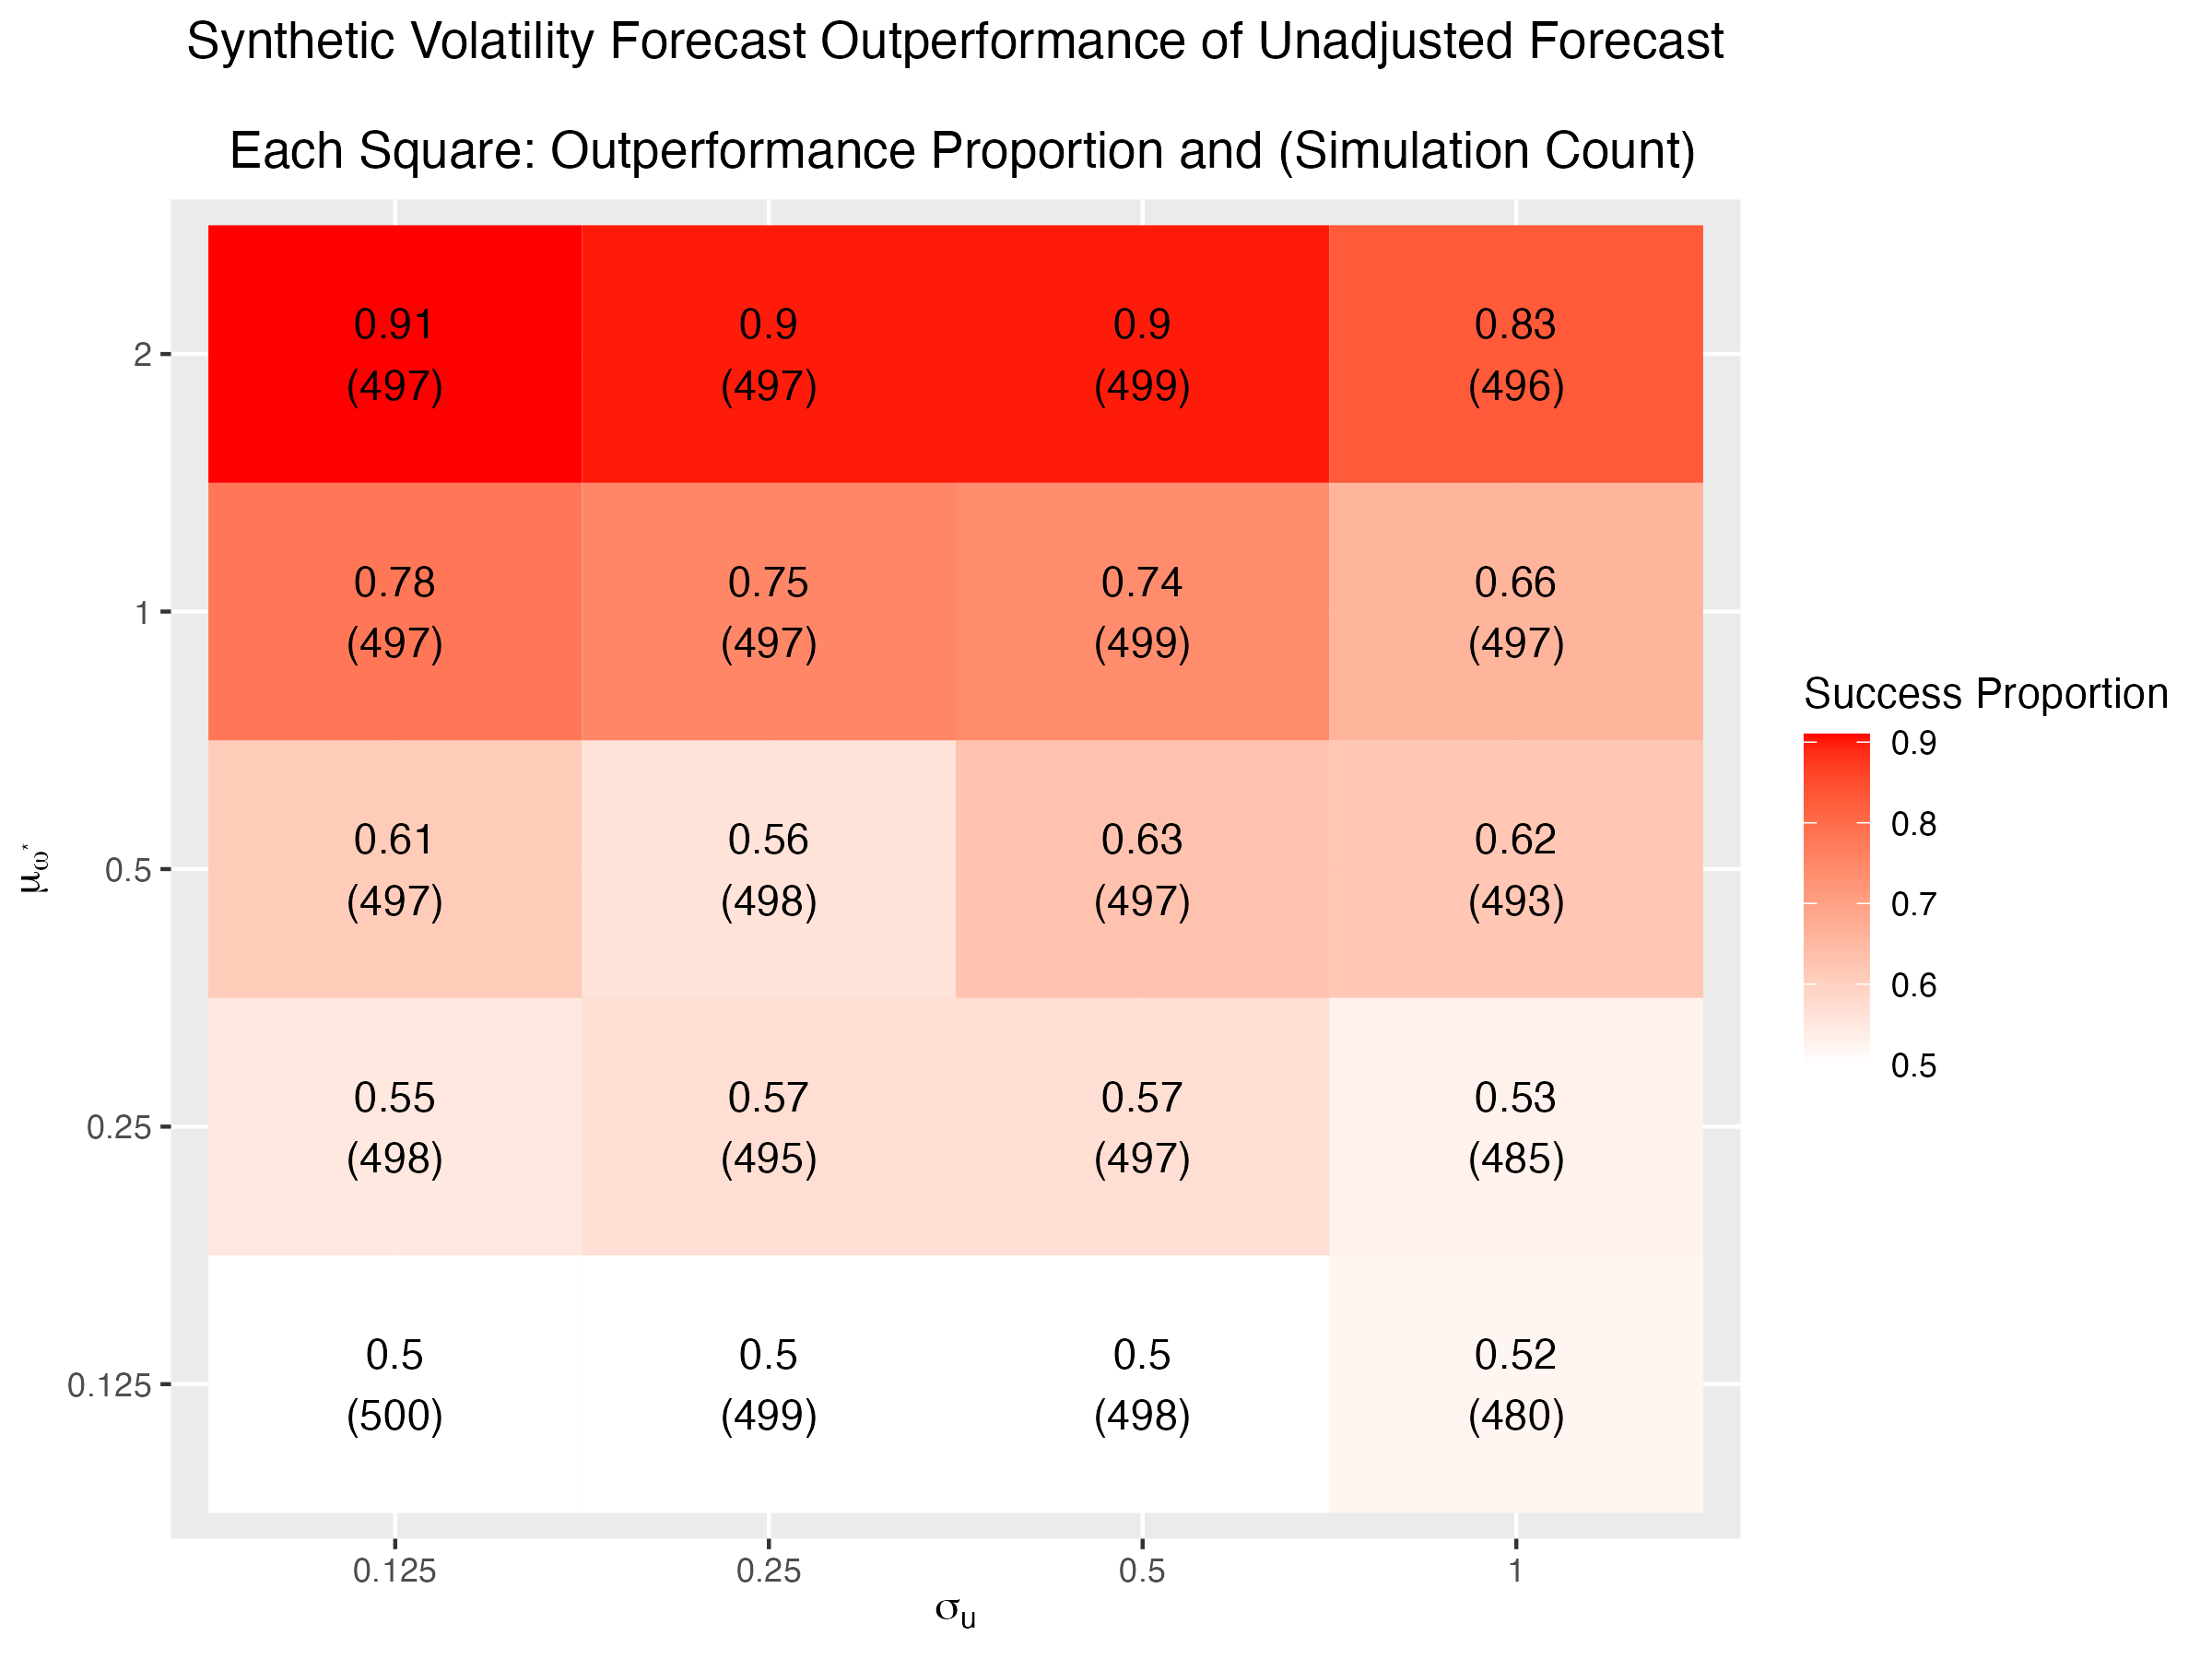 Synthetic Volatility Forecast Outperformance of Unadjusted Forecast
Each Square: Outperformance Proportion and (Simulation Count)
μω*
2
1
0.5
0.25
0.125
0.91 0.9 0.9 0.83
(497) (497) (499) (496)
0.78 0.75 0.74 0.66
(497) (497) (499) (497)
0.61 0.56 0.63 0.62
(497) (498) (497) (493)
0.55 0.57 0.57 0.53
(498) (495) (497) (485)
0.5 0.5 0.5 0.52
(500) (499) (498) (480)
0.125 0.25 0.5 1
σu
Success Proportion
0.9
0.8
0.7
0.6
0.5